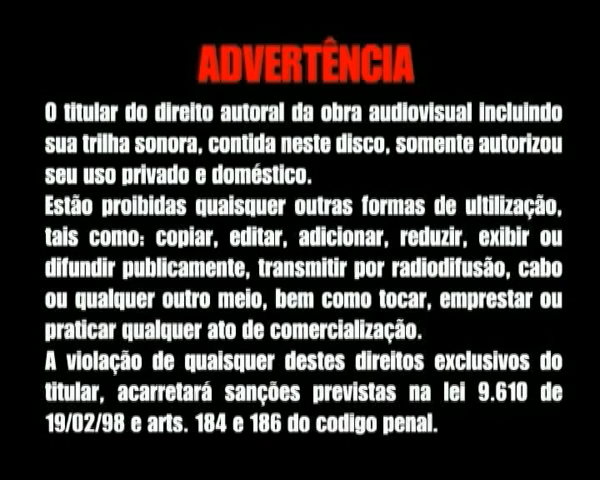 ADVERTÊNCIA
O titular do direito autoral da obra audiovisual incluindo
sua trilha sonora, contida neste disco, somente autorizou
seu uso privado e doméstico.
Estão proibidas quaisquer outras formas de ultilização,
tais como: copiar, editar, adicionar, reduzir, exibir ou
difundir publicamente, transmitir por radiodifusão, cabo
ou qualquer outro meio, bem como tocar, emprestar ou
praticar qualquer ato de comercialização.
A violação de quaisquer destes direitos exclusivos do
titular, acarretará sanções previstas na lei 9.610 de
19/02/98 e arts. 184 e 186 do codigo penal.